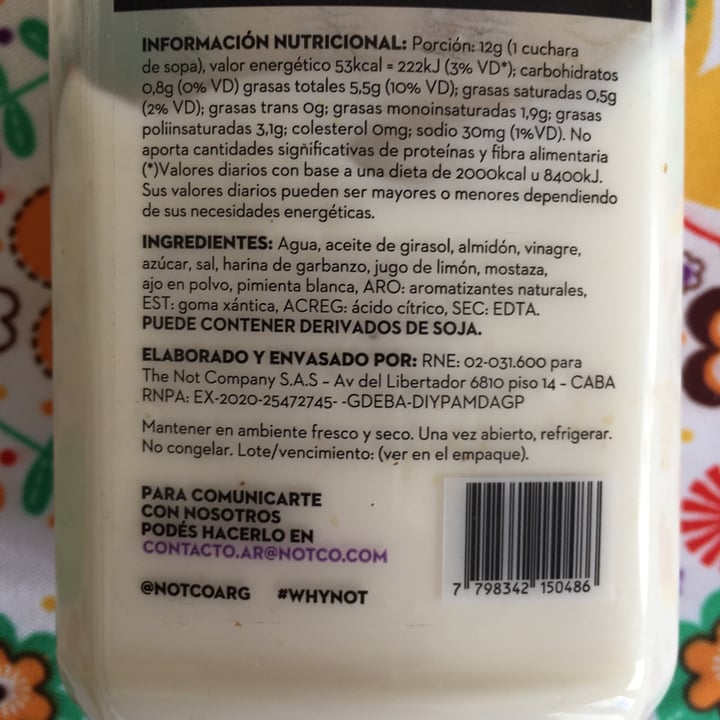 INFORMACIÓN NUTRICIONAL: Porción: 12g (1 cuchara
de sopa), valor energético 53kcal = 222kJ (3% VD*); carbohidratos
0,8g (0% VD) grasas totales 5,5g (10% VD); grasas saturadas 0,5g
(2% VD); grasas trans 0g; grasas monoinsaturadas 1,9g; grasas
poliinsaturadas 3,1g; colesterol 0mg; sodio 30mg (1%VD). No
aporta cantidades significativas de proteínas y fibra alimentaria
(*)Valores diarios con base a una dieta de 2000kcal u 8400kJ.
Sus valores diarios pueden ser mayores o menores dependiendo
de sus necesidades energéticas.
INGREDIENTES: Agua, aceite de girasol, almidón, vinagre,
azúcar, sal, harina de garbanzo, jugo de limón, mostaza,
ajo en polvo, pimienta blanca, ARO: aromatizantes naturales,
EST: goma xántica, ACREG: ácido cítrico, SEC: EDTA.
PUEDE CONTENER DERIVADOS DE SOJA.
ELABORADO Y ENVASADO POR: RNE: 02-031.600 para
The Not Company S.A.S - Av del Libertador 6810 piso 14 - CABA
RNPA: EX-2020-25472745- -GDEBA-DIYPAMDAGP
Mantener en ambiente fresco y seco. Una vez abierto, refrigerar.
No congelar. Lote/vencimiento: (ver en el empaque).
PARA COMUNICARTE
CON NOSOTROS
PODÉS HACERLO EN
CONTACTO.AR@NOTCO.COM
@NOTCOARG #WHYNOT
7 798342 150486